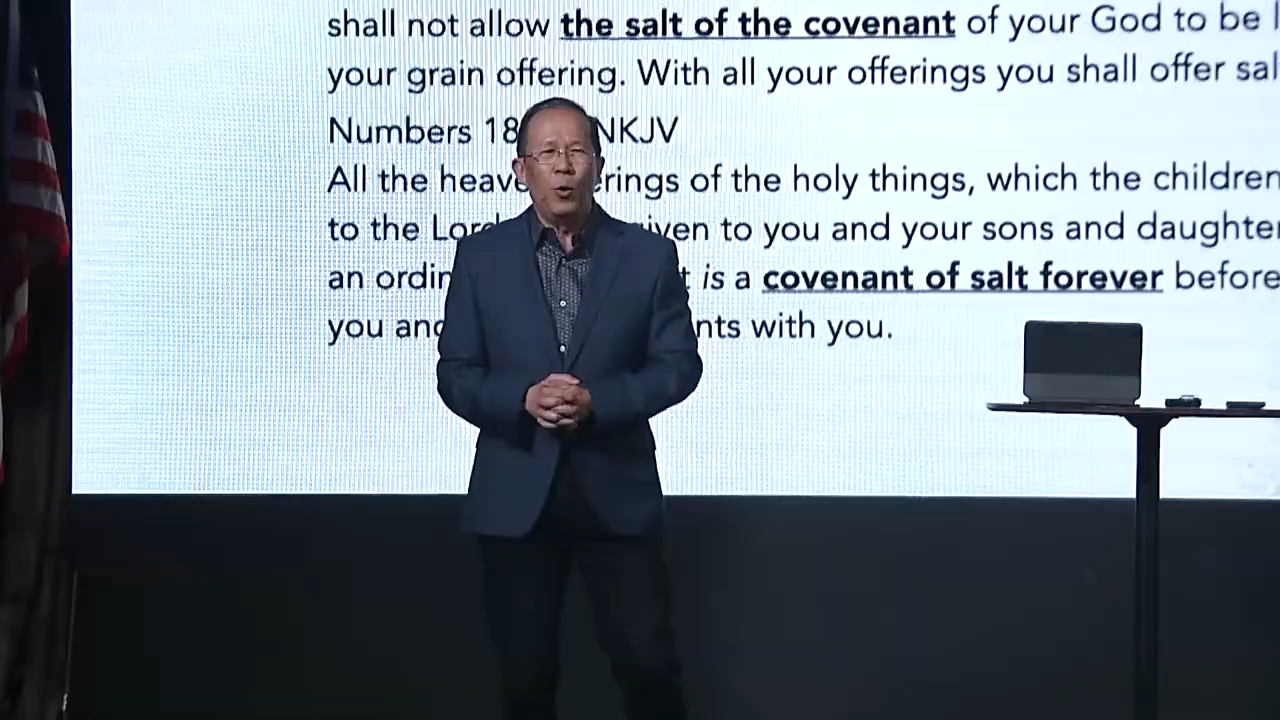 shall not allow the salt of the covenant of your God to be
your grain offering. With all your offerings you shall offer sal
Numbers 18 NKJV
All the heave rings of the holy things, which the children
to the Lord iven to you and your sons and daughte
an ordin t is a covenant of salt forever before
you and nts with you.